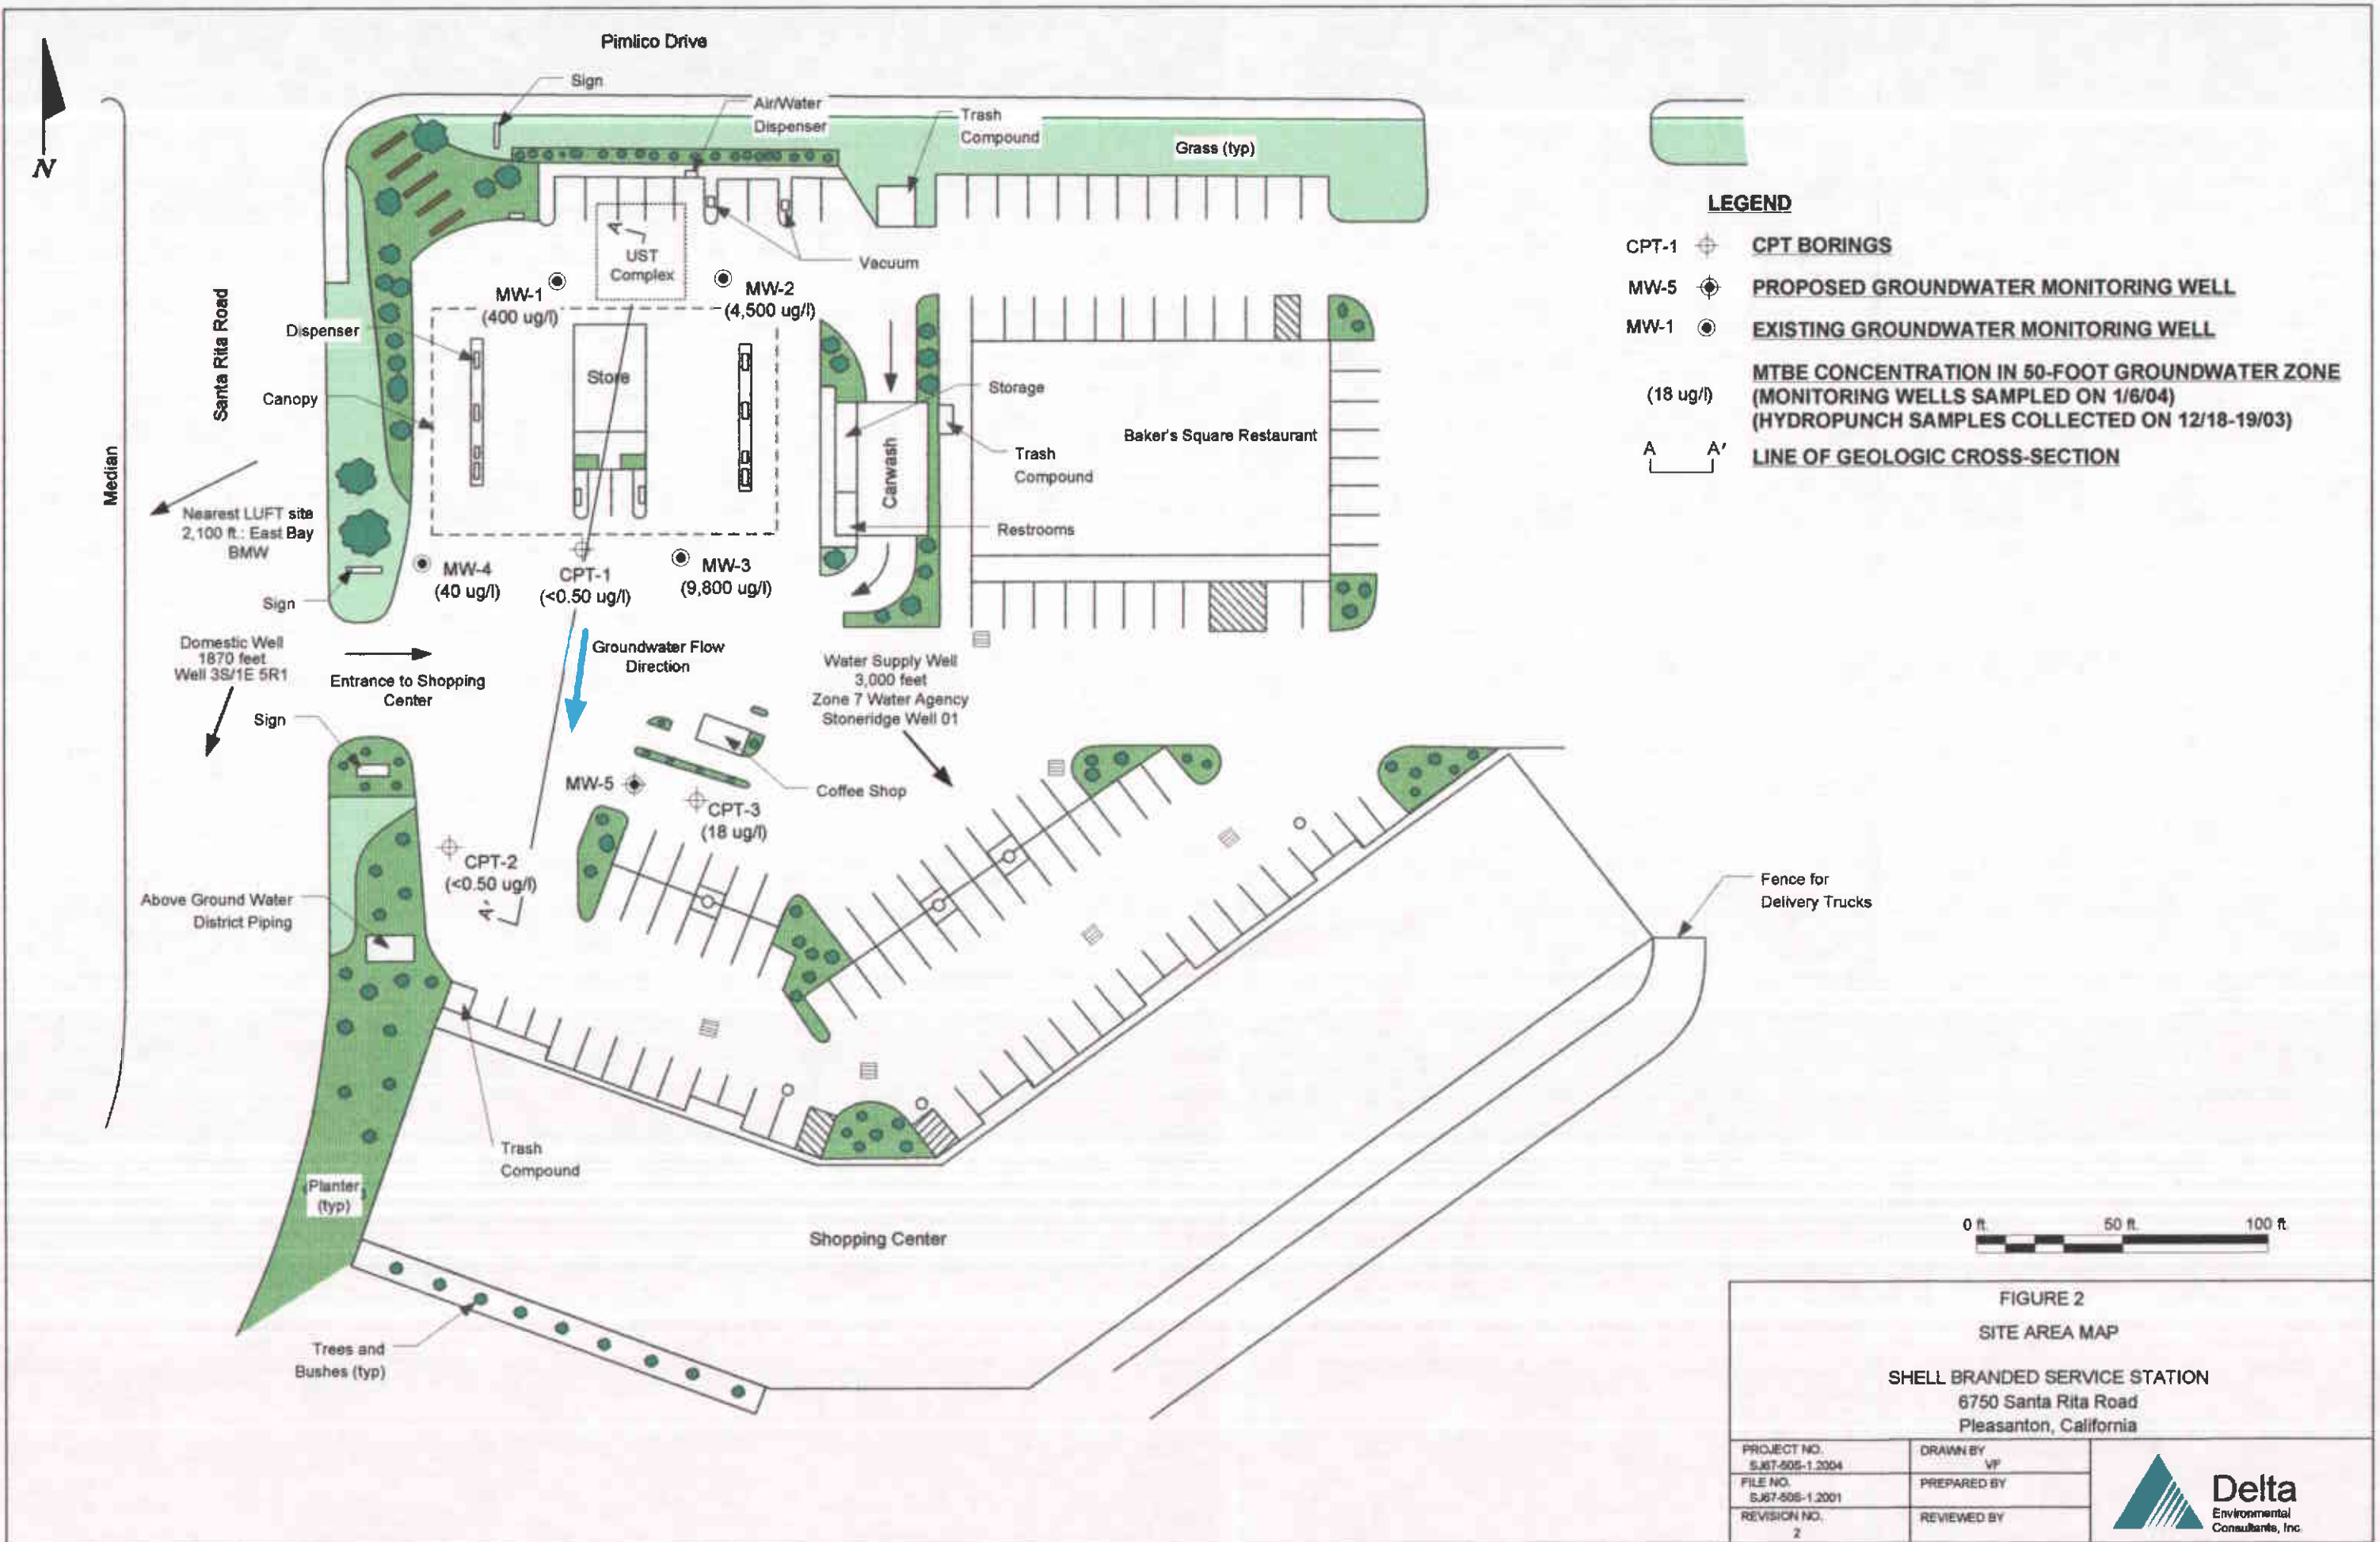 Pimlico Drive
N
Sign
Air/Water
Dispenser
Trash
Compound
Grass (typ)
A
UST
Complex
Vacuum
MW-1
(400 ug/l)
MW-2
(4,500 ug/l)
Santa Rita Road
Median
Dispenser
Canopy
Store
Storage
Carwash
Trash
Compound
Restrooms
Baker's Square Restaurant
Nearest LUFT site
2,100 ft.: East Bay
BMW
Sign
MW-4
(40 ug/l)
CPT-1
(<0.50 ug/l)
MW-3
(9,800 ug/l)
Domestic Well
1870 feet
Well 3S/1E 5R1
Entrance to Shopping
Center
Groundwater Flow
Direction
Water Supply Well
3,000 feet
Zone 7 Water Agency
Stoneridge Well 01
Sign
MW-5
CPT-3
(18 ug/l)
Coffee Shop
CPT-2
(<0.50 ug/l)
A'
Above Ground Water
District Piping
Fence for
Delivery Trucks
Trash
Compound
Planter
(typ)
Shopping Center
Trees and
Bushes (typ)
LEGEND
CPT-1 CPT BORINGS
MW-5 PROPOSED GROUNDWATER MONITORING WELL
MW-1 EXISTING GROUNDWATER MONITORING WELL
(18 ug/l) MTBE CONCENTRATION IN 50-FOOT GROUNDWATER ZONE
(MONITORING WELLS SAMPLED ON 1/6/04)
(HYDROPUNCH SAMPLES COLLECTED ON 12/18-19/03)
A A' LINE OF GEOLOGIC CROSS-SECTION
0 ft. 50 ft. 100 ft.
FIGURE 2
SITE AREA MAP
SHELL BRANDED SERVICE STATION
6750 Santa Rita Road
Pleasanton, California
PROJECT NO.
SJ67-50S-1.2004
DRAWN BY
VF
FILE NO.
SJ67-50S-1.2001
PREPARED BY
REVISION NO.
2
REVIEWED BY
Delta
Environmental
Consultants, Inc.